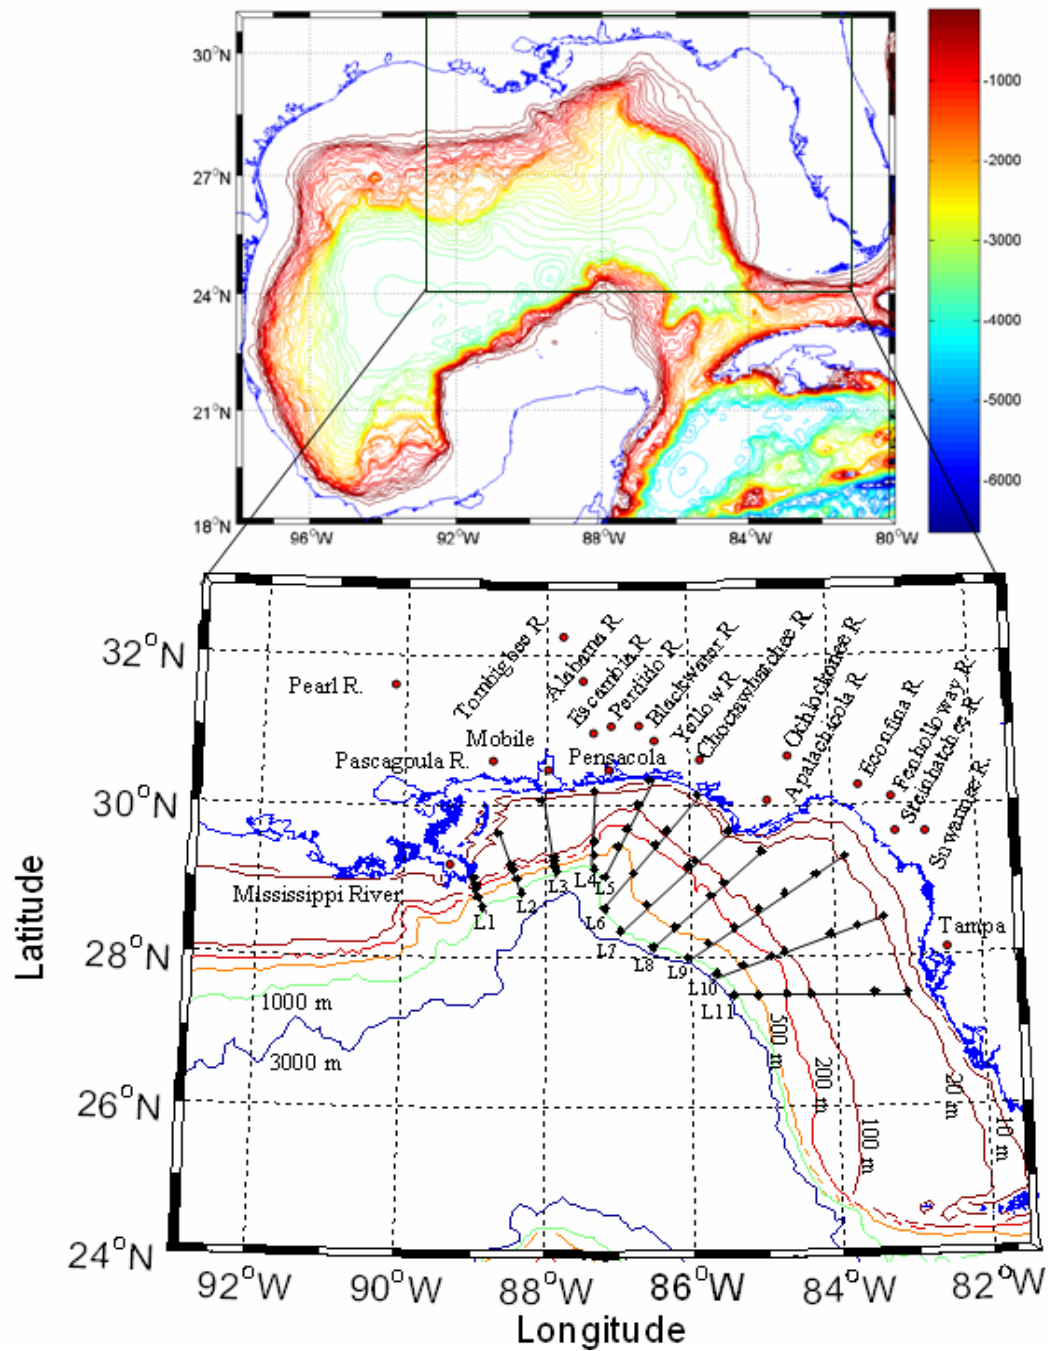 30°N
27°N
24°N
21°N
18°N
96°W
92°W
88°W
84°W
80°W
-1000
-2000
-3000
-4000
-5000
-6000
32°N
30°N
28°N
26°N
24°N
92°W
90°W
88°W
86°W
84°W
82°W
Latitude
Longitude
Pearl R.
Pascagoula R.
Mississippi River
Tombigbee R.
Mobile
Alabama R.
Escambia R.
Perdido R.
Pensacola
Blackwater R.
Yellow R.
Choctawhatchee R.
Ochlockonee R.
Apalachicola R.
Econfina R.
Fenholloway R.
Steinhatchee R.
Suwannee R.
Tampa
L1
L2
L3
L4
L5
L6
L7
L8
L9
L10
L11
1000 m
3000 m
500 m
200 m
100 m
20 m
10 m